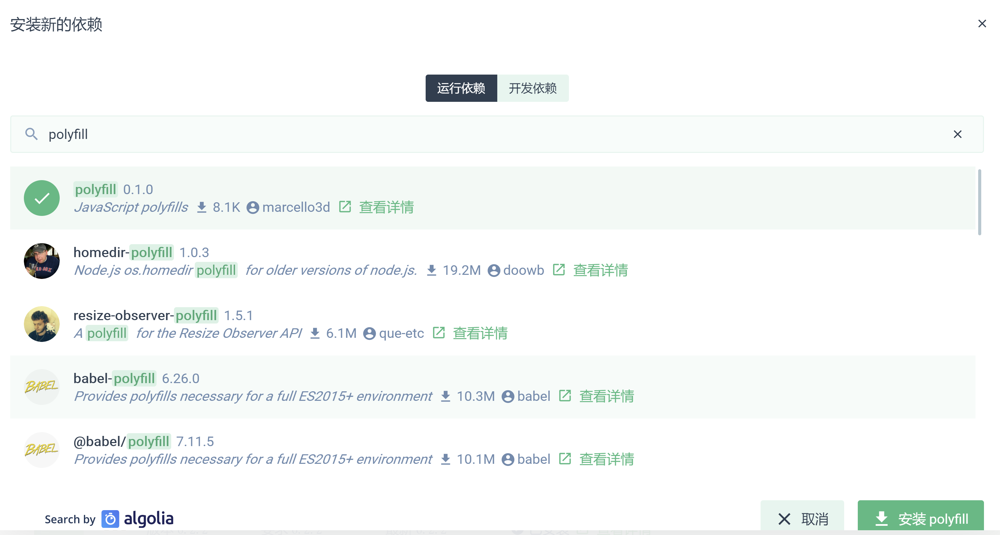 安装新的依赖
运行依赖 开发依赖
polyfill
polyfill 0.1.0
JavaScript polyfills 8.1K marcello3d 查看详情
homedir-polyfill 1.0.3
Node.js os.homedir polyfill for older versions of node.js. 19.2M doowb 查看详情
resize-observer-polyfill 1.5.1
A polyfill for the Resize Observer API 6.1M que-etc 查看详情
BABEL
babel-polyfill 6.26.0
Provides polyfills necessary for a full ES2015+ environment 10.3M babel 查看详情
BABEL
@babel/polyfill 7.11.5
Provides polyfills necessary for a full ES2015+ environment 10.1M babel 查看详情
Search by algolia
取消 安装 polyfill